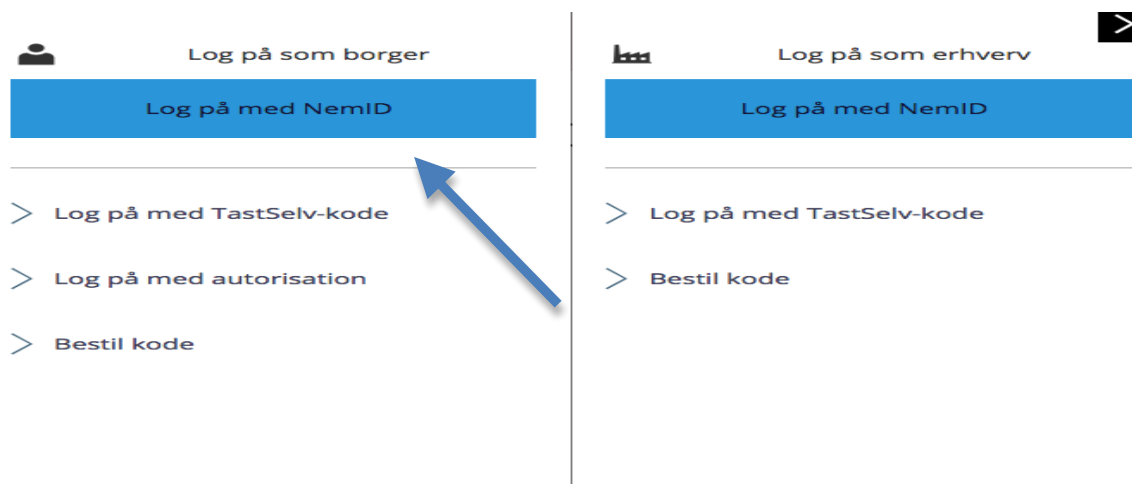 Log på som borger
Log på med NemID
Log på med TastSelv-kode
Log på med autorisation
Bestil kode
Log på som erhverv
Log på med NemID
Log på med TastSelv-kode
Bestil kode